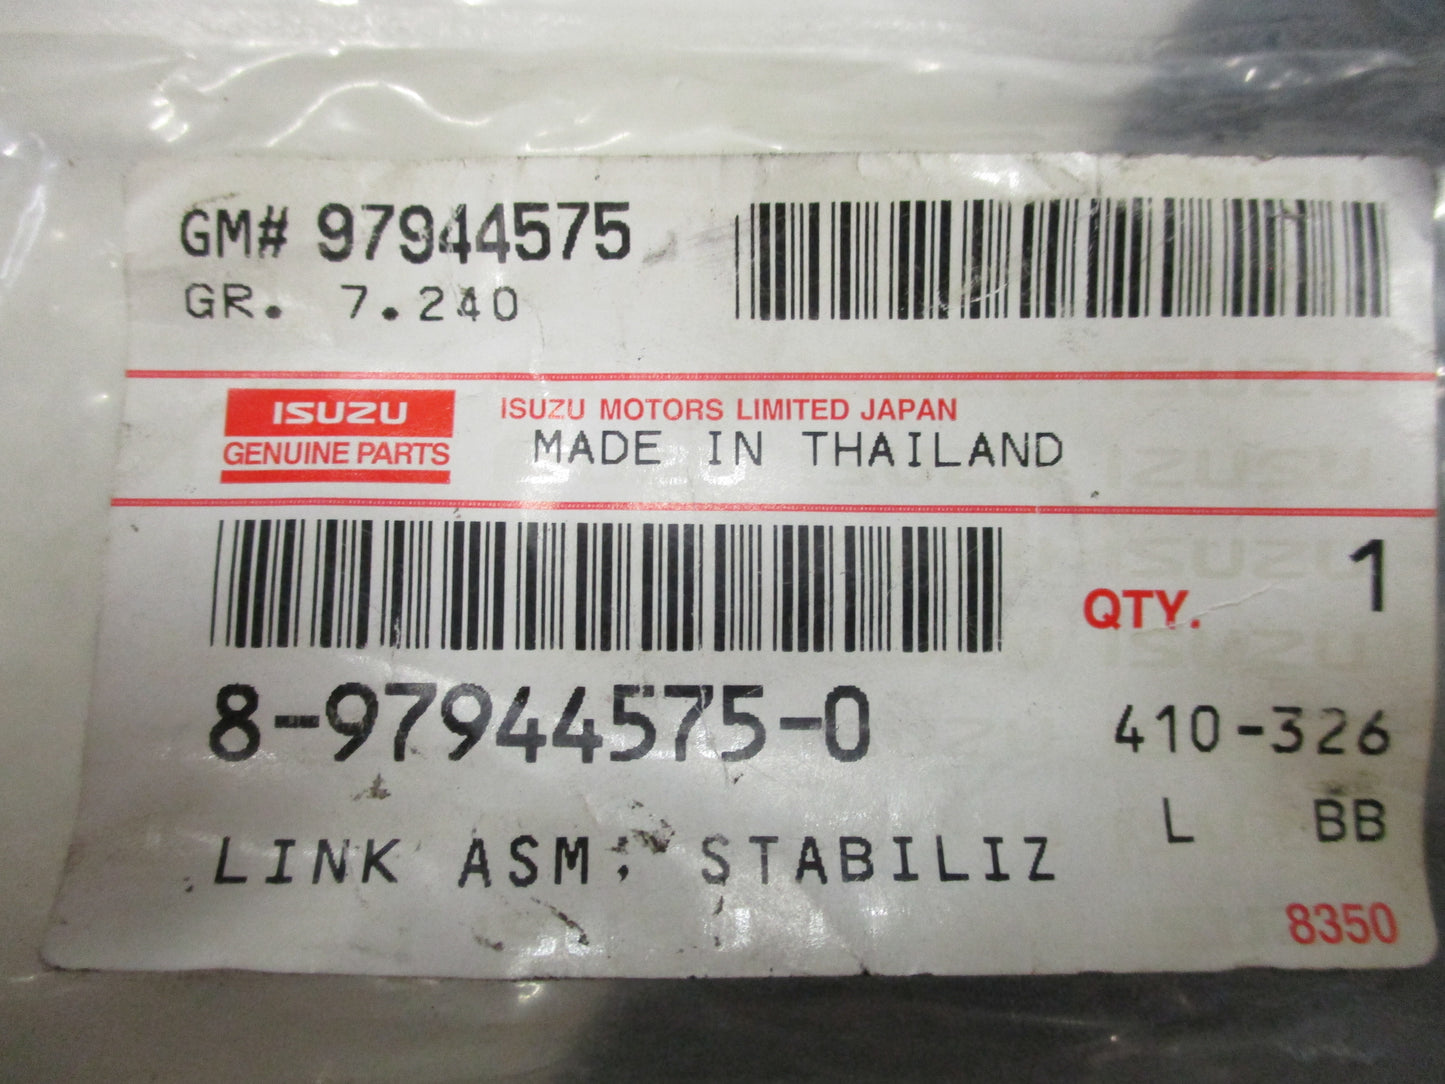 GM# 97944575
GR. 7.240
ISUZU
GENUINE PARTS
ISUZU MOTORS LIMITED JAPAN
MADE IN THAILAND
QTY. 1
8-97944575-0
410-326
L BB
LINK ASM; STABILIZ
8350